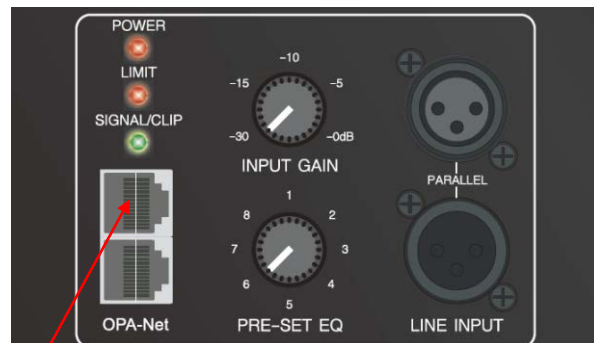 POWER
LIMIT
SIGNAL/CLIP
-10
-15
-5
-30
-0dB
INPUT GAIN
PARALLEL
1
8
2
7
3
6
4
5
OPA-Net
PRE-SET EQ
LINE INPUT